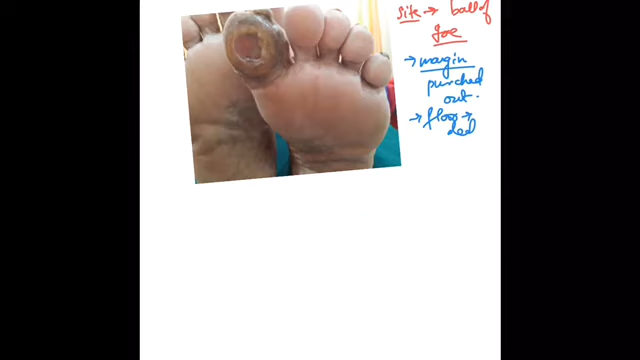 site → ball of
toe
→ margin
punched
out.
→ floor →